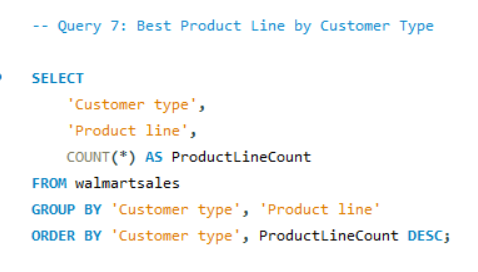 -- Query 7: Best Product Line by Customer Type
SELECT
'Customer type',
'Product line',
COUNT(*) AS ProductLineCount
FROM walmartsales
GROUP BY 'Customer type', 'Product line'
ORDER BY 'Customer type', ProductLineCount DESC;